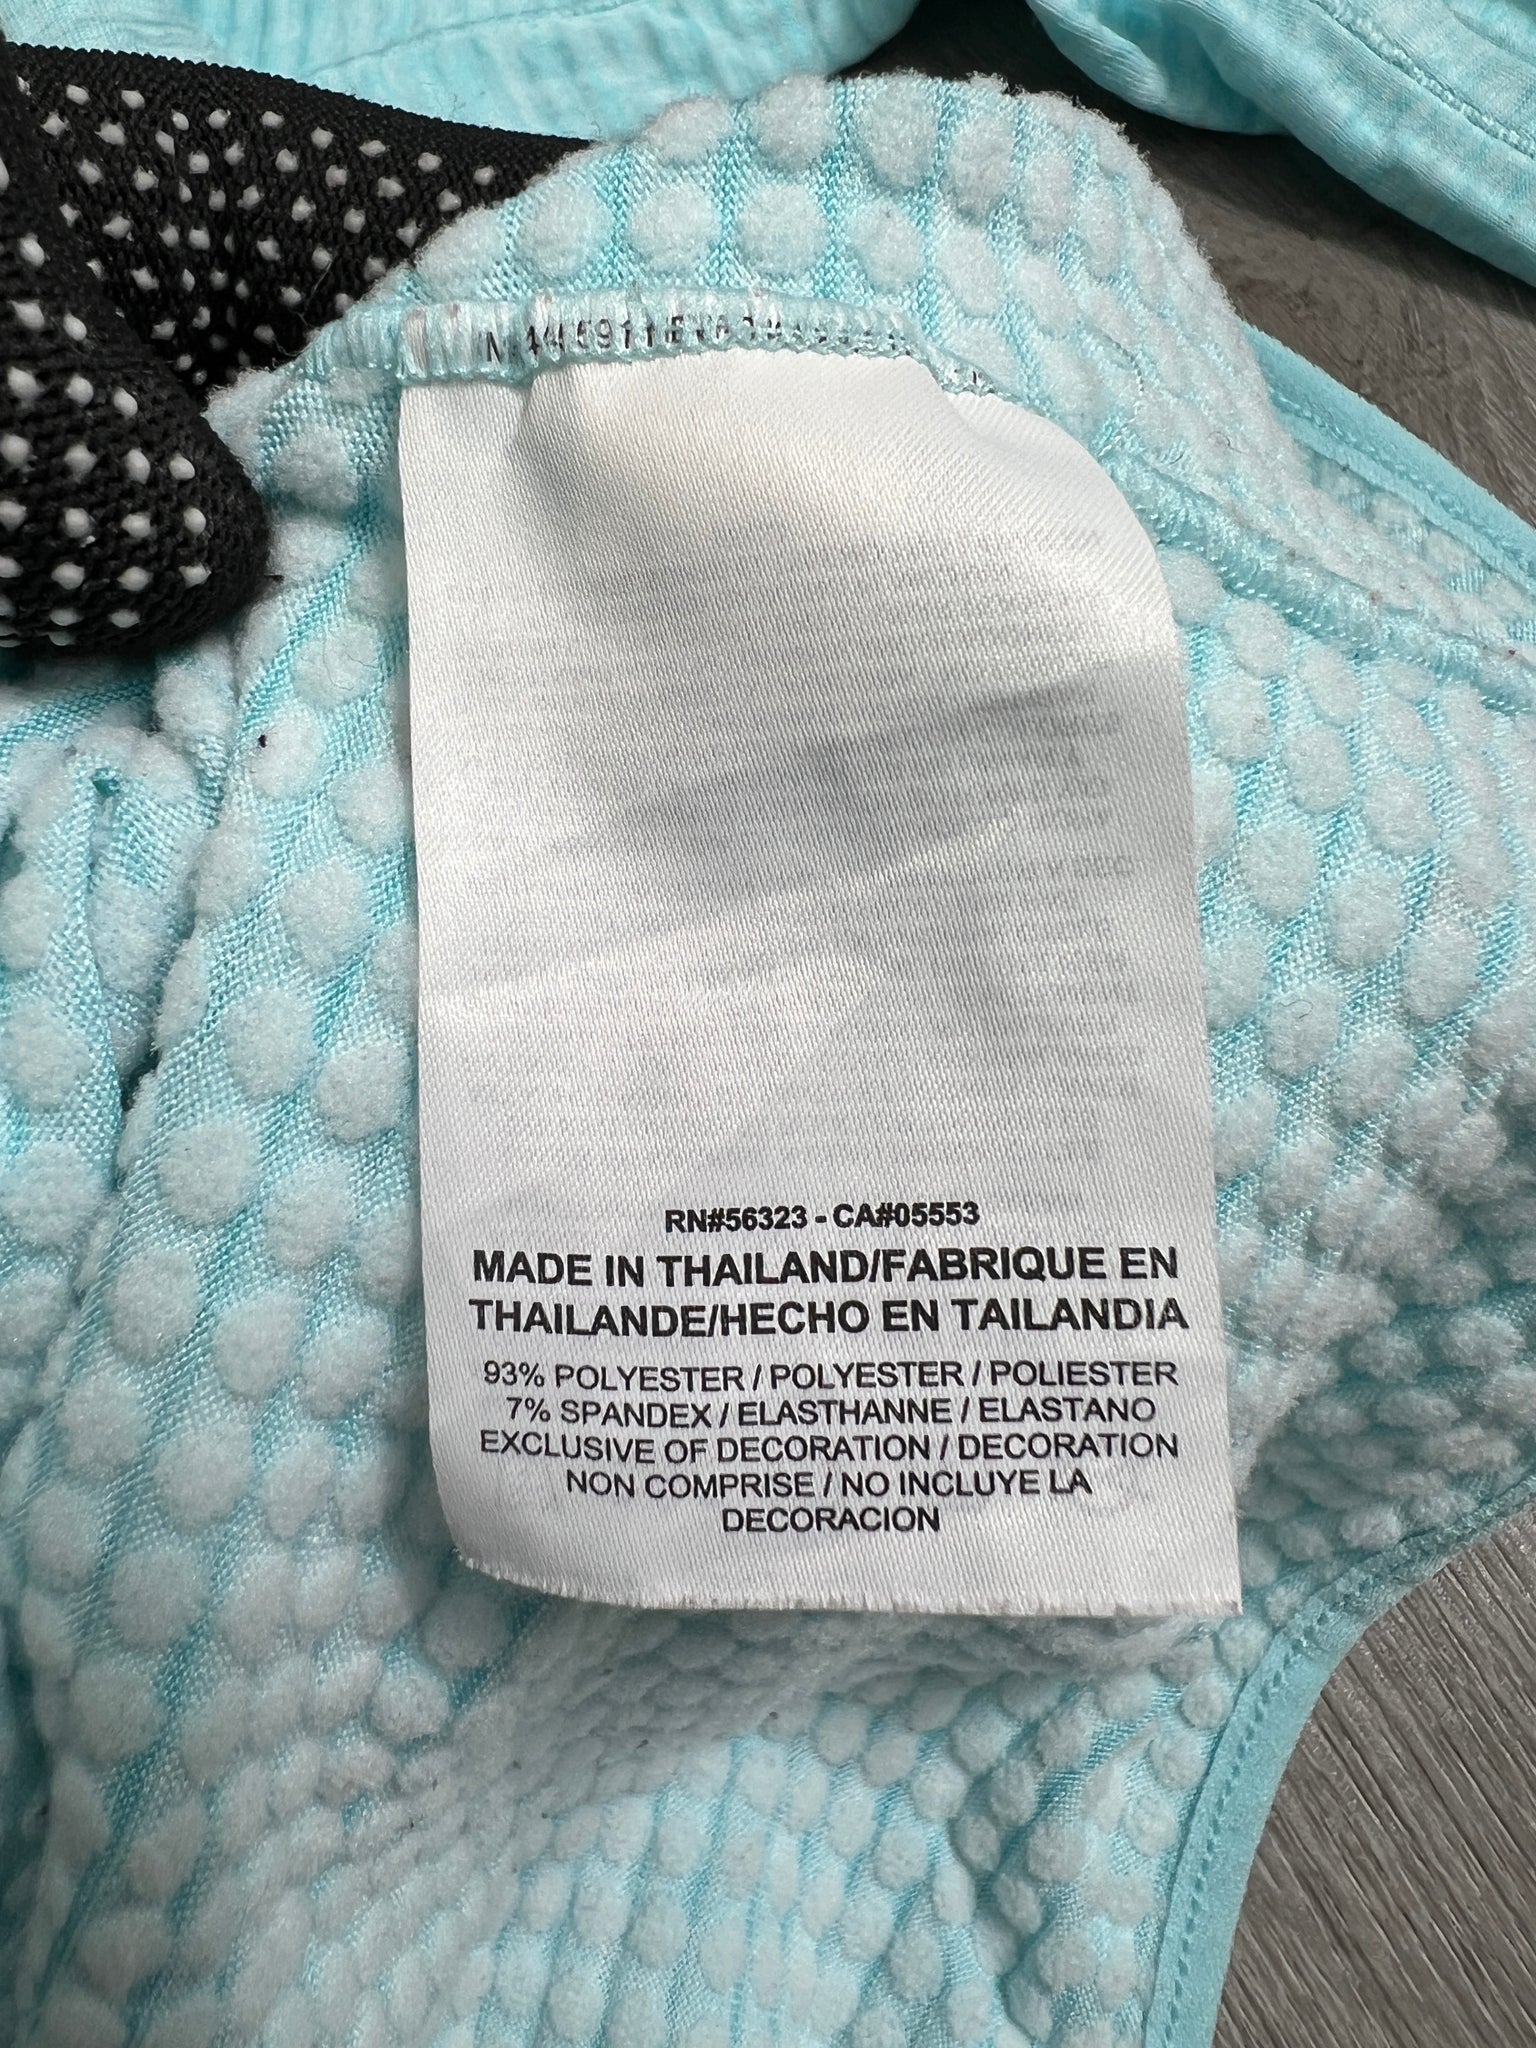 RN#56323 - CA#05553
MADE IN THAILAND/FABRIQUE EN
THAILANDE/HECHO EN TAILANDIA
93% POLYESTER / POLYESTER / POLIESTER
7% SPANDEX / ELASTHANNE / ELASTANO
EXCLUSIVE OF DECORATION / DECORATION
NON COMPRISE / NO INCLUYE LA
DECORACION